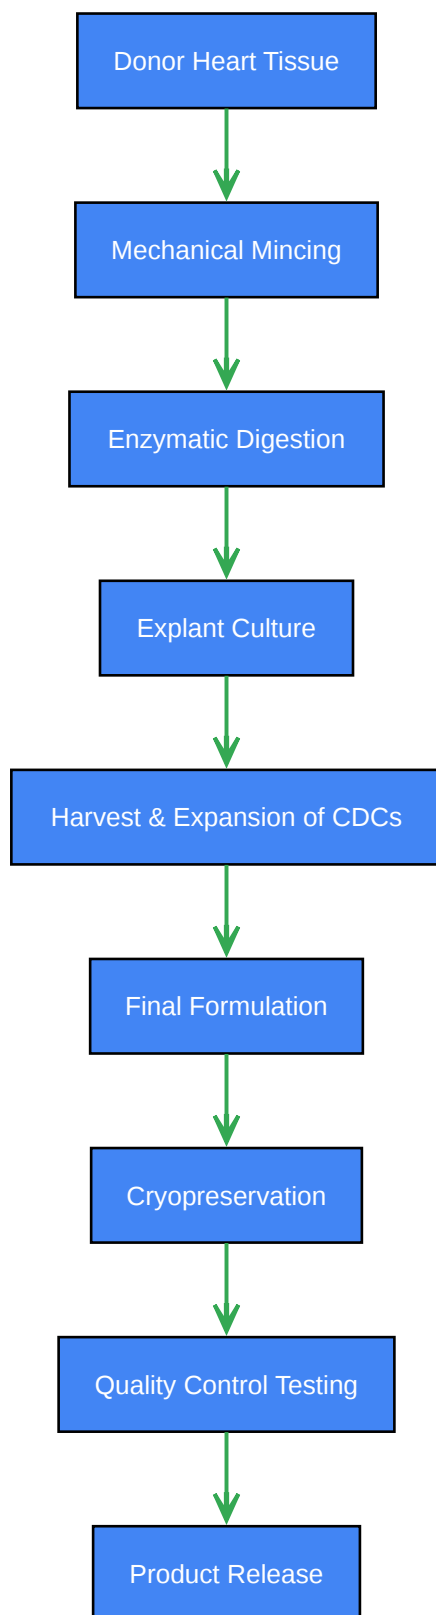 Donor Heart Tissue
Mechanical Mincing
Enzymatic Digestion
Explant Culture
Harvest & Expansion of CDCs
Final Formulation
Cryopreservation
Quality Control Testing
Product Release